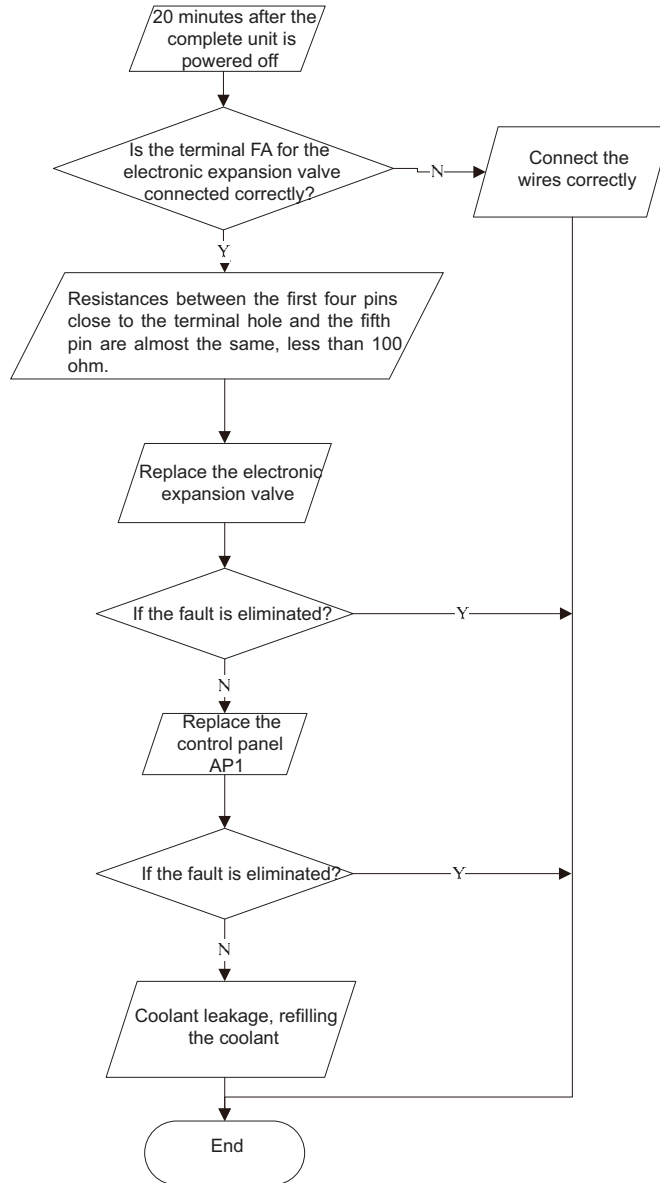 20 minutes after the
complete unit is
powered off
Is the terminal FA for the
electronic expansion valve
connected correctly?
N
Connect the
wires correctly
Y
Resistances between the first four pins
close to the terminal hole and the fifth
pin are almost the same, less than 100
ohm.
Replace the electronic
expansion valve
If the fault is eliminated?
Y
N
Replace the
control panel
AP1
If the fault is eliminated?
Y
N
Coolant leakage, refilling
the coolant
End